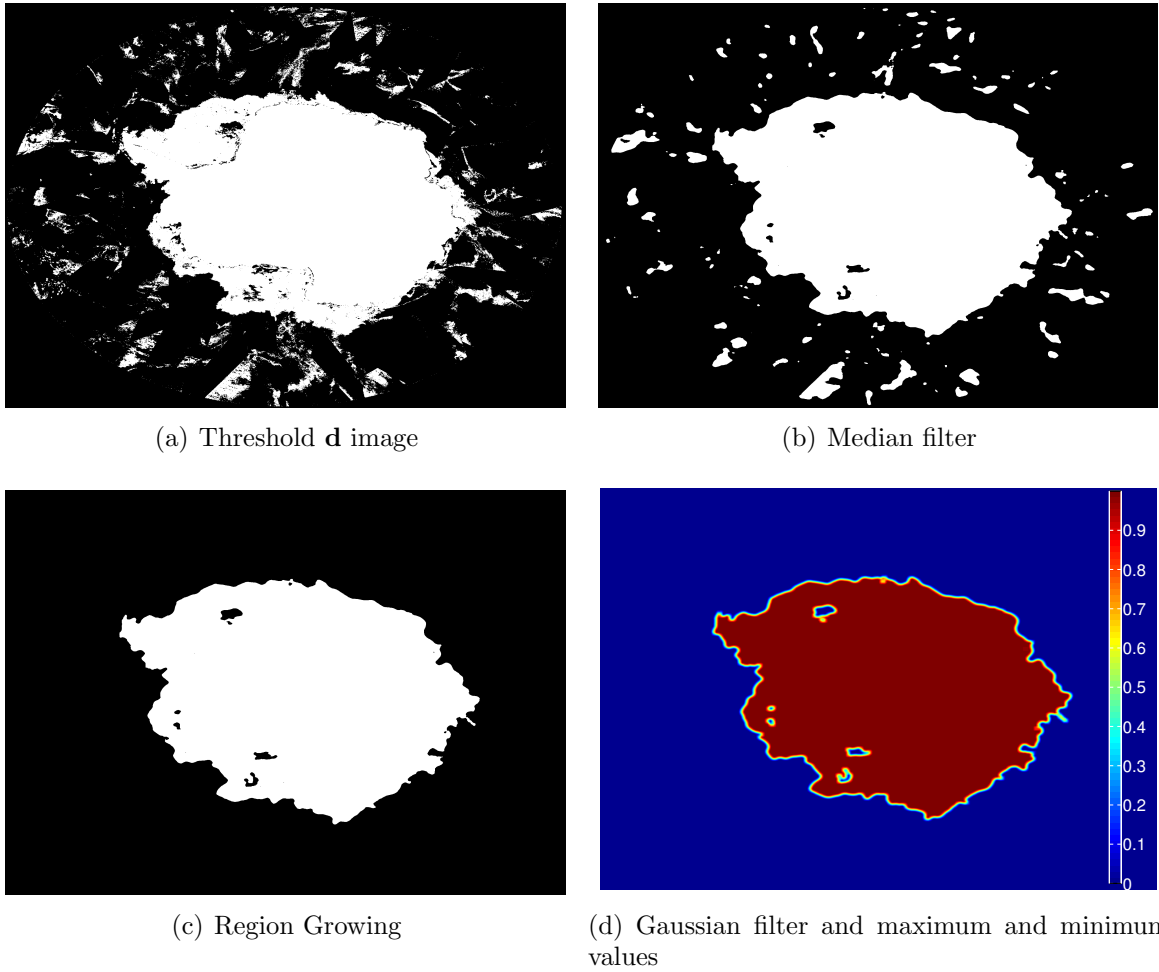 (a) Threshold d image
(b) Median filter
0.9
0.8
0.7
0.6
0.5
0.4
0.3
0.2
0.1
0
(c) Region Growing
(d) Gaussian filter and maximum and minimum
values